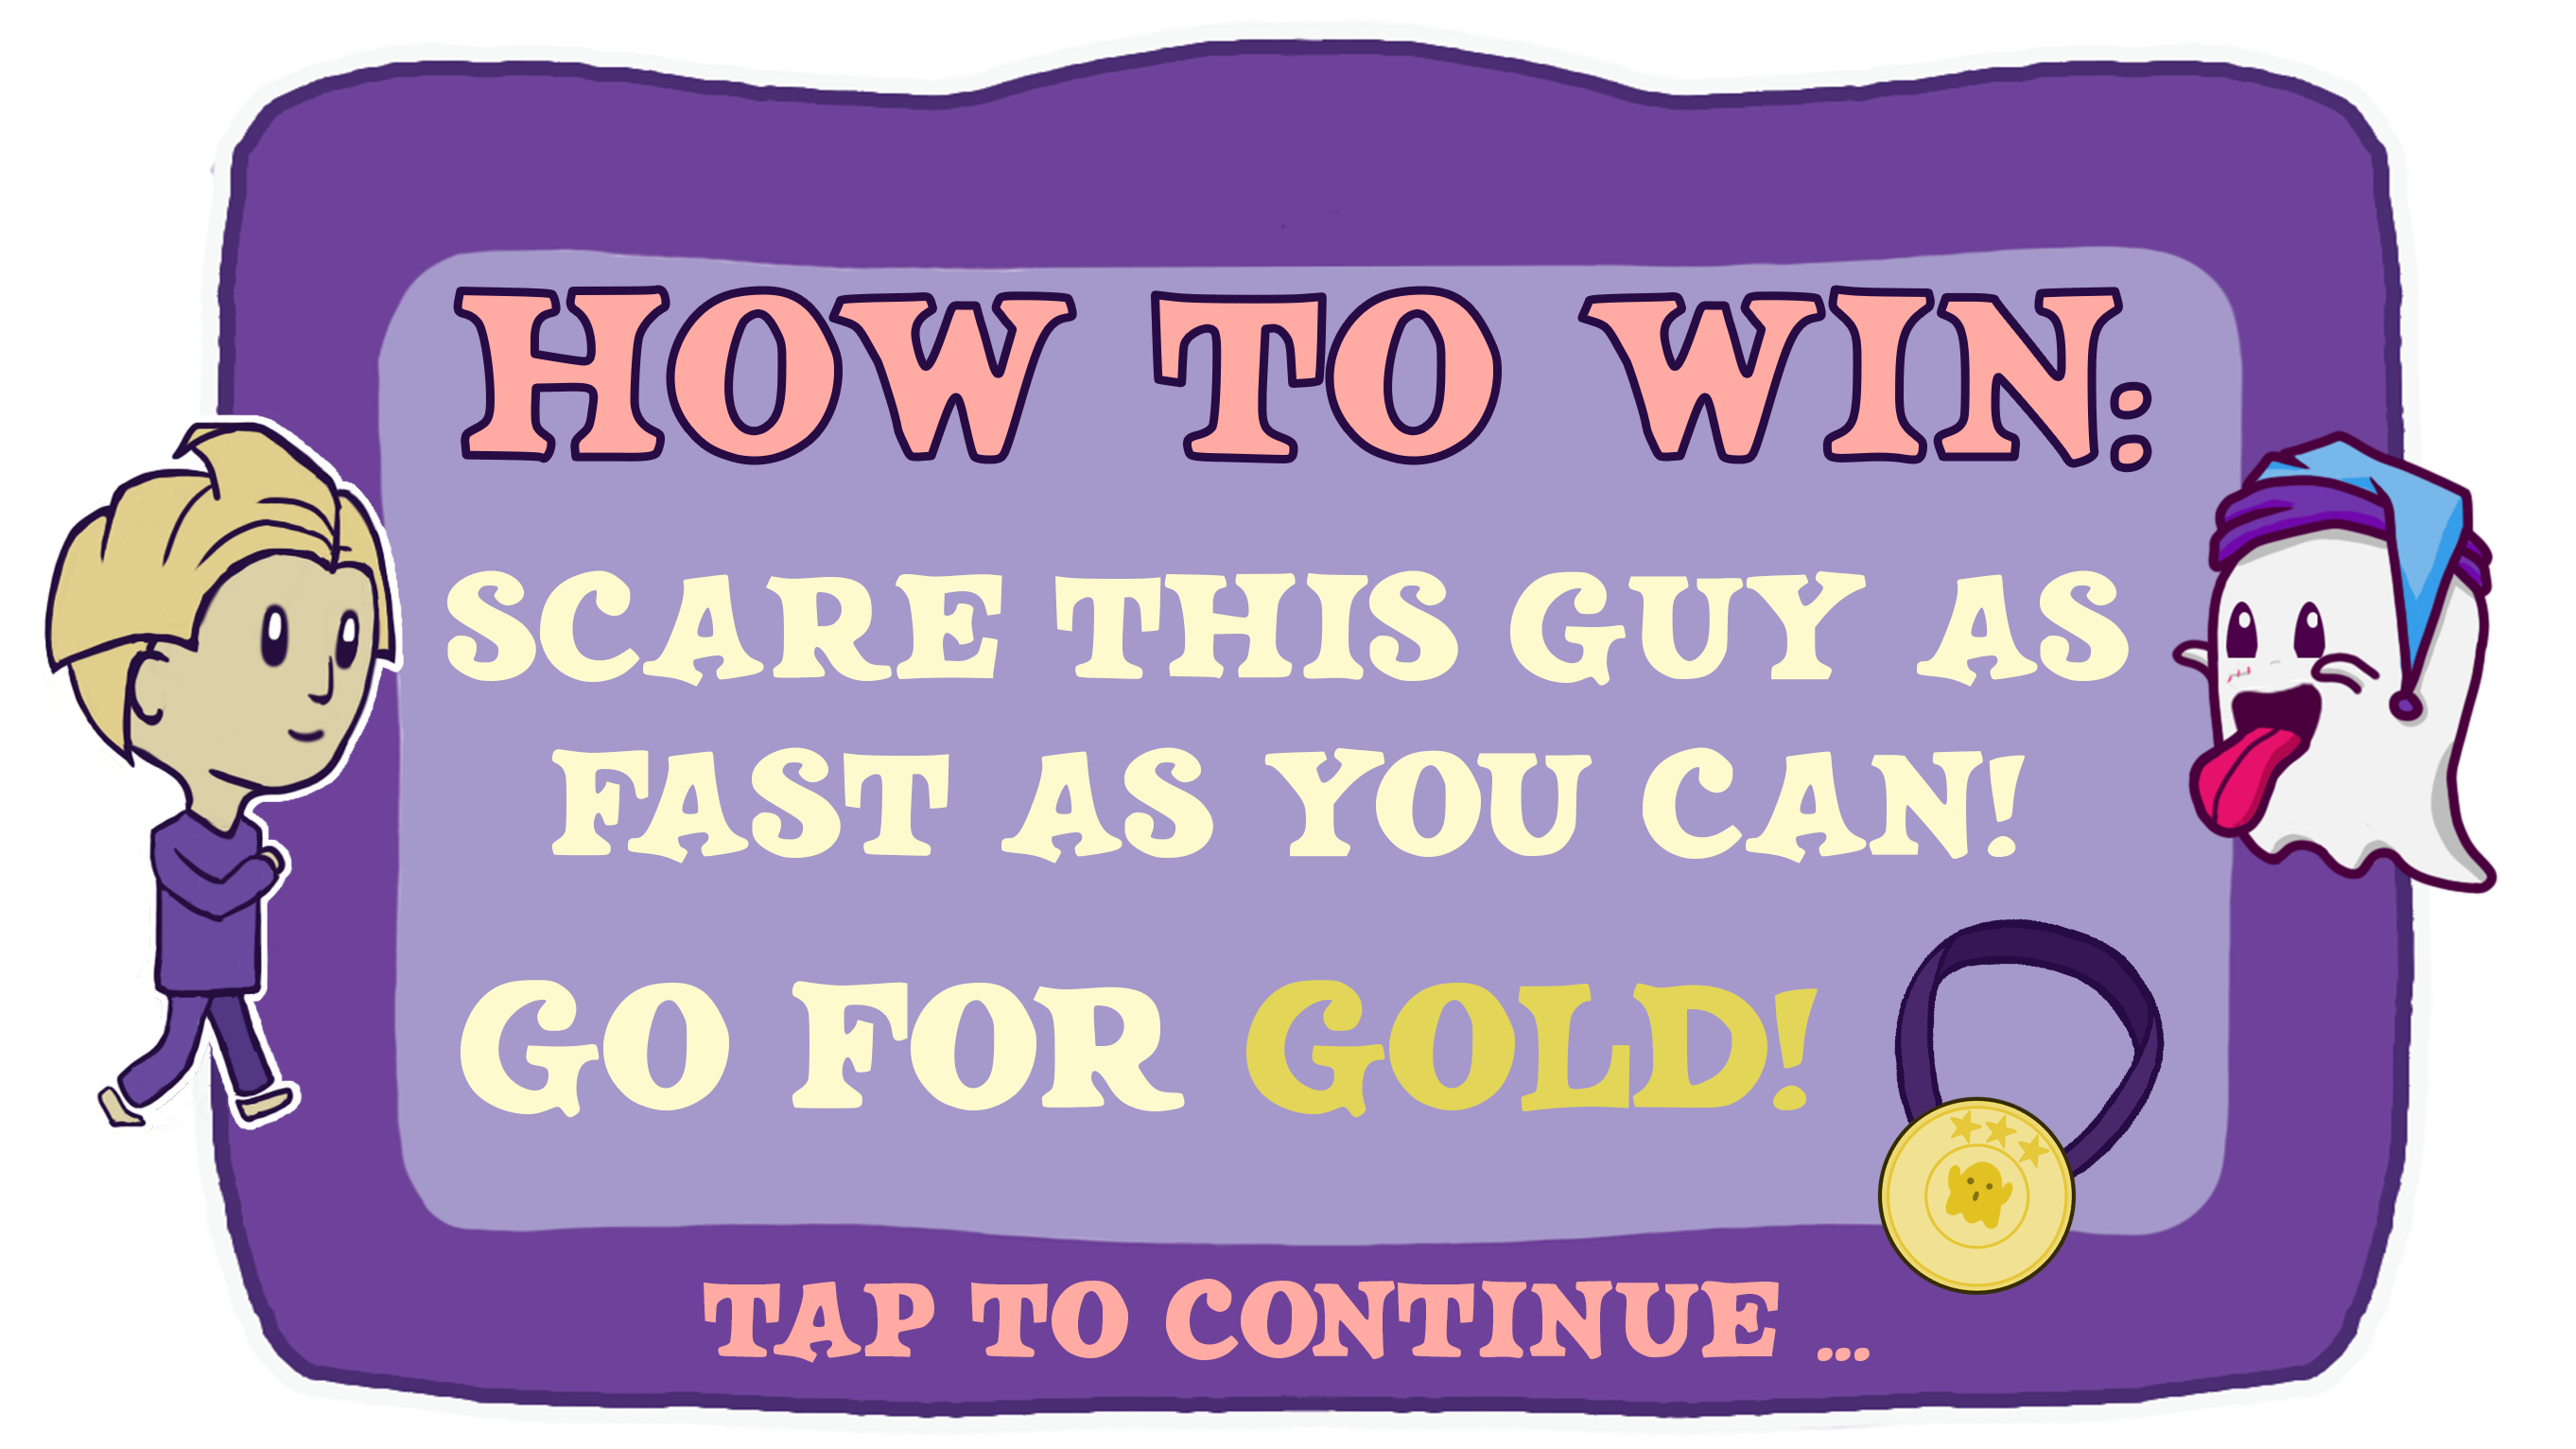 HOW TO WIN:
SCARE THIS GUY AS
FAST AS YOU CAN!
GO FOR GOLD!
TAP TO CONTINUE ...